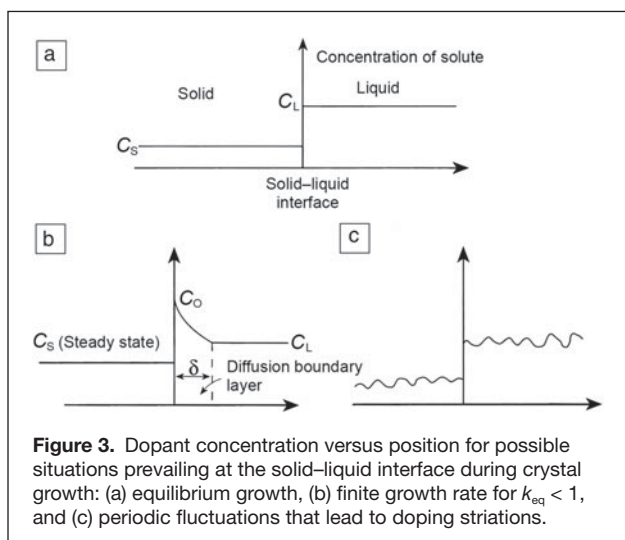 a
Concentration of solute
Solid
Liquid
C_L
C_S
Solid–liquid
interface
b
c
C_O
C_S (Steady state)
C_L
δ
Diffusion boundary
layer
Figure 3. Dopant concentration versus position for possible
situations prevailing at the solid–liquid interface during crystal
growth: (a) equilibrium growth, (b) finite growth rate for k_eq < 1,
and (c) periodic fluctuations that lead to doping striations.